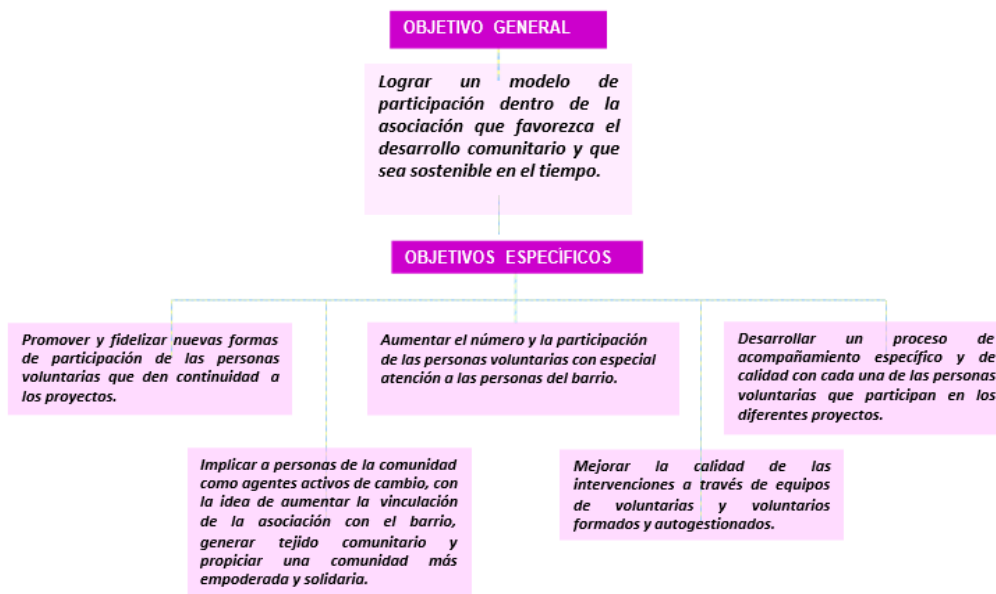 OBJETIVO GENERAL
Lograr un modelo de
participación dentro de la
asociación que favorezca el
desarrollo comunitario y que
sea sostenible en el tiempo.
OBJETIVOS ESPECÍFICOS
Promover y fidelizar nuevas formas
de participación de las personas
voluntarias que den continuidad a
los proyectos.
Aumentar el número y la participación
de las personas voluntarias con especial
atención a las personas del barrio.
Desarrollar un proceso de
acompañamiento específico y de
calidad con cada una de las personas
voluntarias que participan en los
diferentes proyectos.
Implicar a personas de la comunidad
como agentes activos de cambio, con
la idea de aumentar la vinculación
de la asociación con el barrio,
generar tejido comunitario y
propiciar una comunidad más
empoderada y solidaria.
Mejorar la calidad de las
intervenciones a través de equipos
de voluntarias y voluntarios
formados y autogestionados.